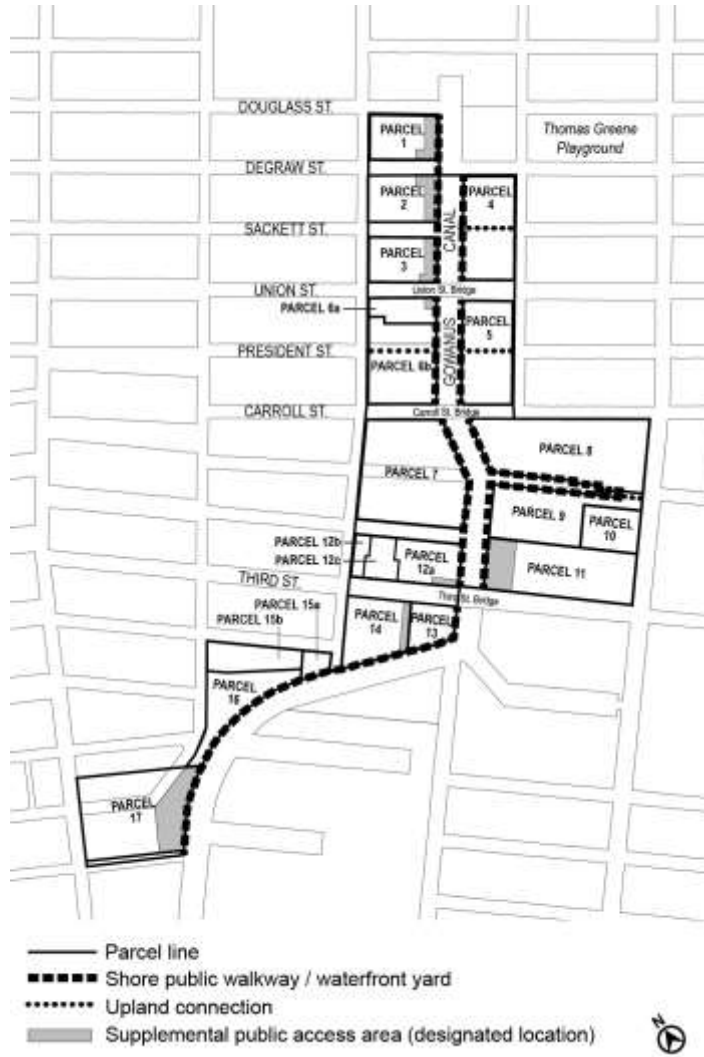 DOUGLASS ST.
PARCEL
1
Thomas Greene
Playground
DEGRAW ST.
PARCEL
2
PARCEL
4
SACKETT ST.
CANAL
PARCEL
3
UNION ST.
Union St. Bridge
PARCEL 6a
GOWANUS
PARCEL
5
PRESIDENT ST.
PARCEL 6b
CARROLL ST.
Carroll St. Bridge
PARCEL 8
PARCEL 7
PARCEL 9
PARCEL
10
PARCEL 12b
PARCEL 12c
PARCEL
12a
PARCEL 11
THIRD ST.
Third St. Bridge
PARCEL 15a
PARCEL 15b
PARCEL
14
PARCEL
13
PARCEL
16
PARCEL
17
Parcel line
Shore public walkway / waterfront yard
Upland connection
Supplemental public access area (designated location)
N